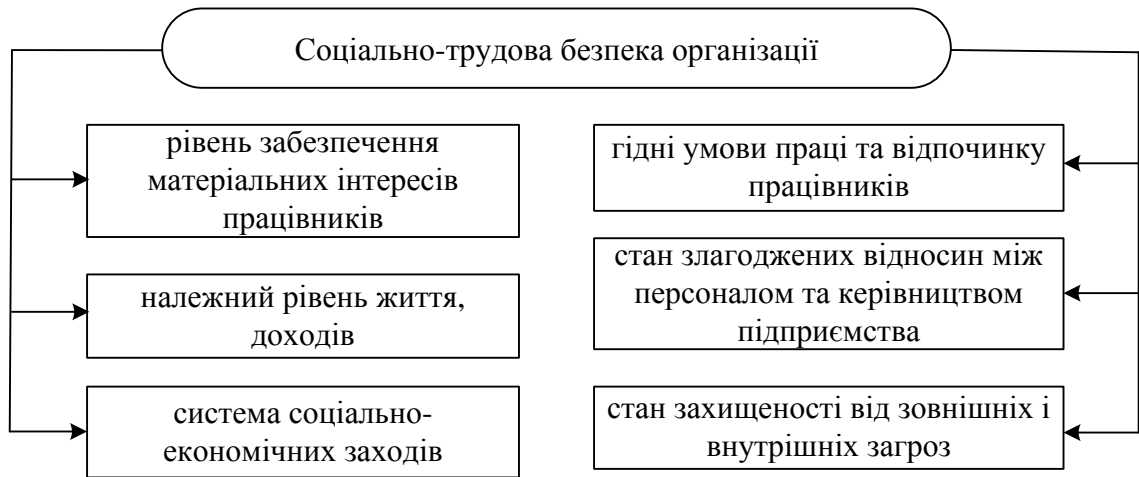 Соціально-трудова безпека організації
рівень забезпечення
матеріальних інтересів
працівників
належний рівень життя,
доходів
система соціально-
економічних заходів
гідні умови праці та відпочинку
працівників
стан злагоджених відносин між
персоналом та керівництвом
підприємства
стан захищеності від зовнішніх і
внутрішніх загроз